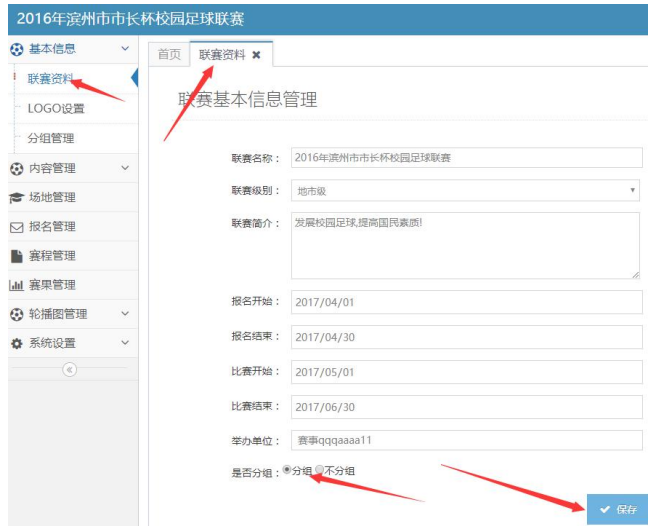 2016年滨州市市长杯校园足球联赛
基本信息
联赛资料
LOGO设置
分组管理
内容管理
场地管理
报名管理
赛程管理
赛果管理
轮播图管理
系统设置
首页 联赛资料 ✖
联赛基本信息管理
联赛名称： 2016年滨州市市长杯校园足球联赛
联赛级别： 地市级
联赛简介： 发展校园足球,提高国民素质!
报名开始： 2017/04/01
报名结束： 2017/04/30
比赛开始： 2017/05/01
比赛结束： 2017/06/30
举办单位： 赛事qqqaaaa11
是否分组： 分组 不分组
保存